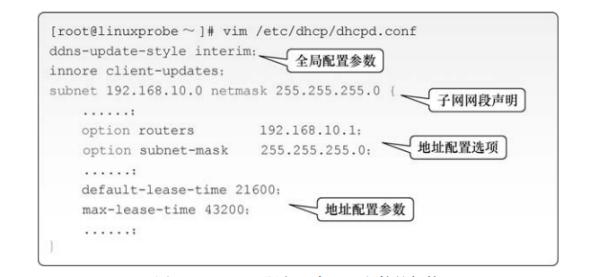 [root@linuxprobe ~ ]# vim /etc/dhcp/dhcpd.conf
ddns-update-style interim;
全局配置参数
innore client-updates;
subnet 192.168.10.0 netmask 255.255.255.0 {
子网网段声明
......;
option routers 192.168.10.1;
option subnet-mask 255.255.255.0;
地址配置选项
......;
default-lease-time 21600;
max-lease-time 43200;
地址配置参数
......;
}